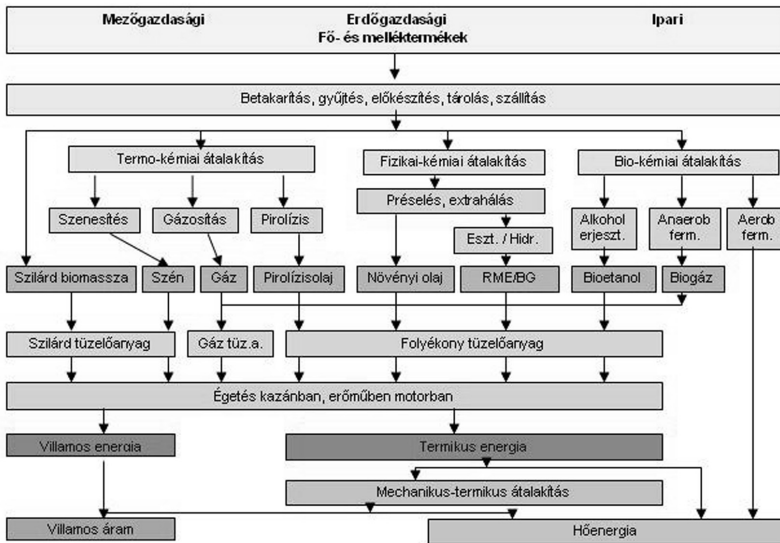 Mezőgazdasági Erdőgazdasági Ipari
Fő- és melléktermékek
Betakarítás, gyűjtés, előkészítés, tárolás, szállítás
Termo-kémiai átalakítás Fizikai-kémiai átalakítás Bio-kémiai átalakítás
Szenesítés Gázosítás Pirolízis Préselés, extrahálás Alkohol erjeszt. Anaerob ferm. Aerob ferm.
Eszt. / Hidr.
Szilárd biomassza Szén Gáz Pirolízisolaj Növényi olaj RME/BG Bioetanol Biogáz
Szilárd tüzelőanyag Gáz tüz.a. Folyékony tüzelőanyag
Égetés kazánban, erőműben motorban
Villamos energia Termikus energia
Mechanikus-termikus átalakítás
Villamos áram Hőenergia